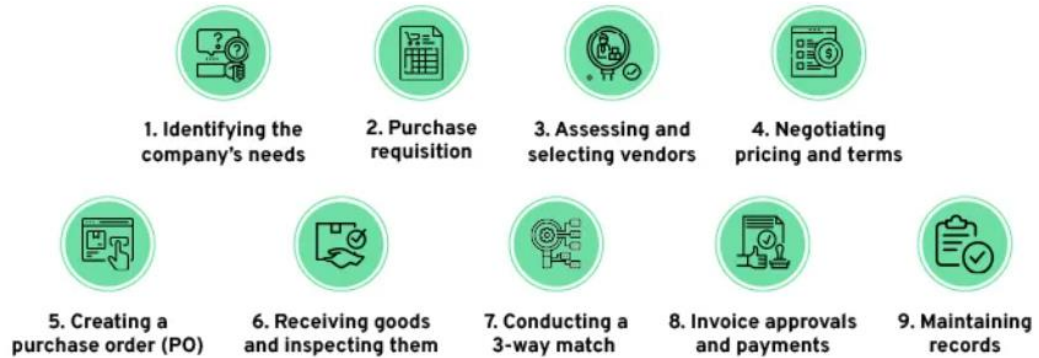 1. Identifying the
company's needs
2. Purchase
requisition
3. Assessing and
selecting vendors
4. Negotiating
pricing and terms
5. Creating a
purchase order (PO)
6. Receiving goods
and inspecting them
7. Conducting a
3-way match
8. Invoice approvals
and payments
9. Maintaining
records